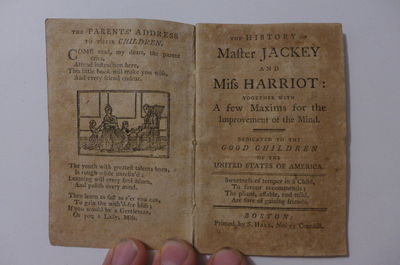 THE PARENTS' ADDRESS
TO THEIR CHILDREN.
COME read, my dears, the parent
cries,
Attend instruction here,
This little book will make you wise,
And every friend endear.
The youth with greatest talents born,
Is rough while unrefin'd;
Learning will every soul adorn,
And polish every mind.
Then learn as fast as e'er you can,
To gain the wish'd-for bliss;
If you would be a Gentleman,
Or you a Lady, Miss.
THE HISTORY OF
Maſter JACKEY
AND
Miſs HARRIOT:
TOGETHER WITH
A few Maxims for the
Improvement of the Mind.
DEDICATED TO THE
GOOD CHILDREN
OF THE
UNITED STATES OF AMERICA.
Sweetneſs of temper in a Child,
To favour recommends;
The pliant, affable, and mild,
Are ſure of gaining friends.
BOSTON:
Printed by S. HALL, No. 53 Cornhill.